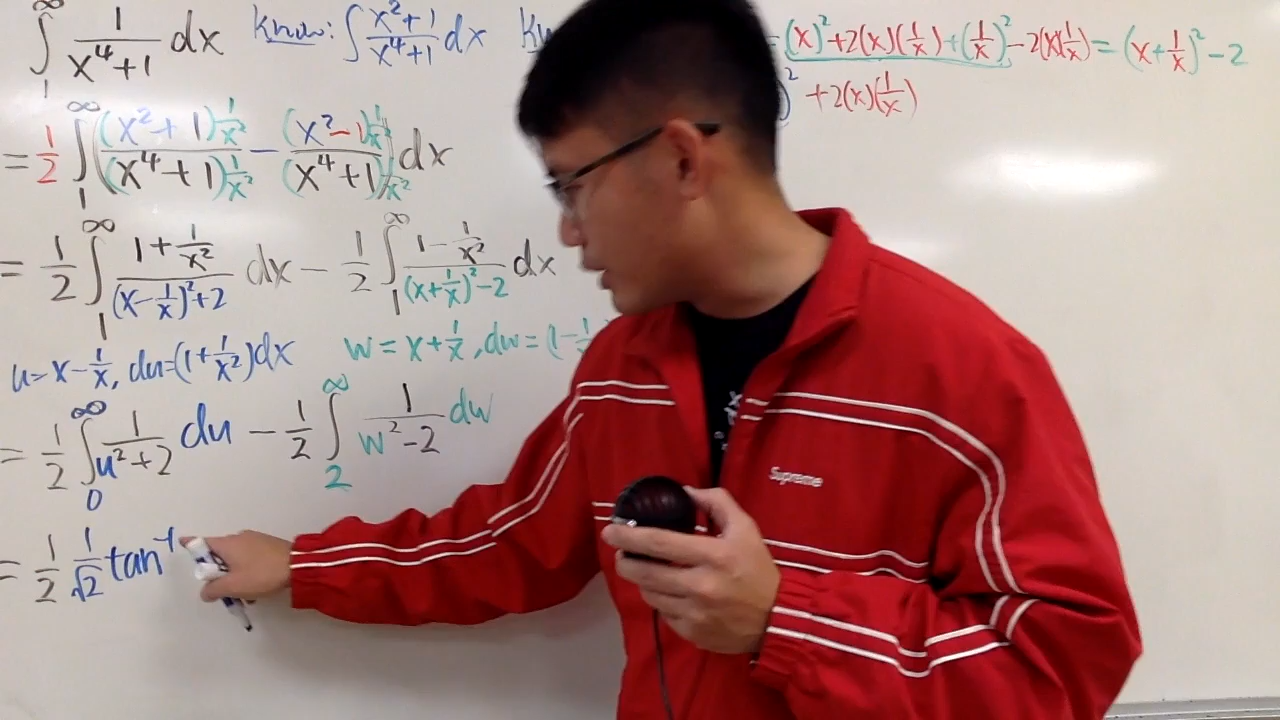 ∫₁^∞ 1/(x⁴+1) dx Know: ∫ (x²+1)/(x⁴+1) dx = (x)²+2(x)(1/x)+(1/x)²-2(x)(1/x) = (x+1/x)²-2
)² +2(x)(1/x)
= 1/2 ∫₁^∞ ((x²+1)1/x² / (x⁴+1)1/x² - (x²-1)1/x² / (x⁴+1)1/x²) dx
= 1/2 ∫₁^∞ (1+1/x²)/((x-1/x)²+2) dx - 1/2 ∫₁^∞ (1-1/x²)/((x+1/x)²-2) dx
u=x-1/x, du=(1+1/x²)dx w=x+1/x, dw=(1-1/
= 1/2 ∫₀^∞ 1/(u²+2) du - 1/2 ∫₂^∞ 1/(w²-2) dw
= 1/2 1/√2 tan⁻¹
Supreme